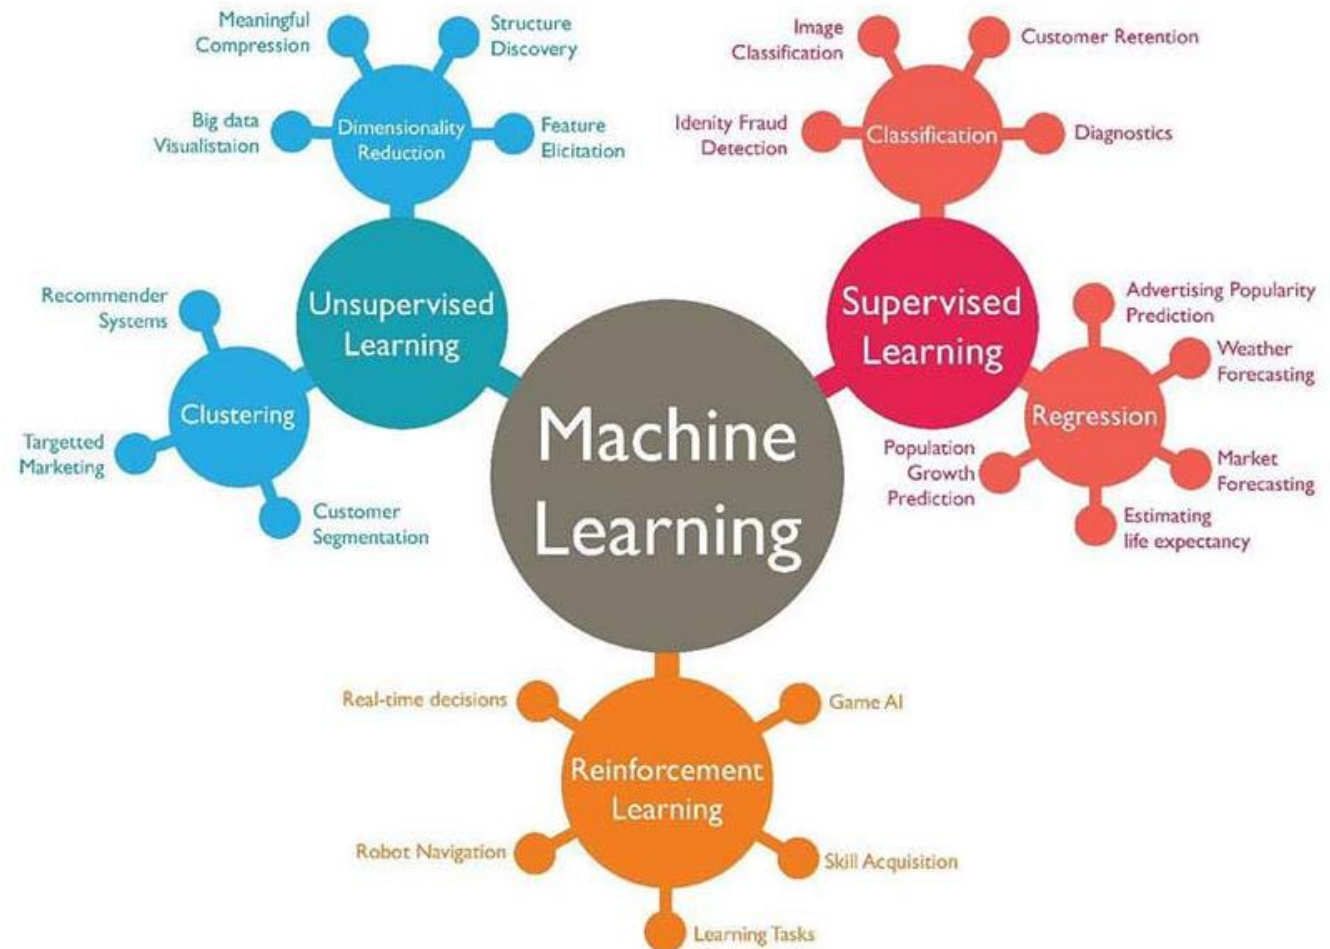 Meaningful
Compression
Structure
Discovery
Big data
Visualistaion
Dimensionality
Reduction
Feature
Elicitation
Image
Classification
Customer Retention
Idenity Fraud
Detection
Classification
Diagnostics
Unsupervised
Learning
Recommender
Systems
Clustering
Targetted
Marketing
Customer
Segmentation
Machine
Learning
Supervised
Learning
Advertising Popularity
Prediction
Weather
Forecasting
Regression
Population
Growth
Prediction
Market
Forecasting
Estimating
life expectancy
Real-time decisions
Game AI
Reinforcement
Learning
Robot Navigation
Skill Acquisition
Learning Tasks